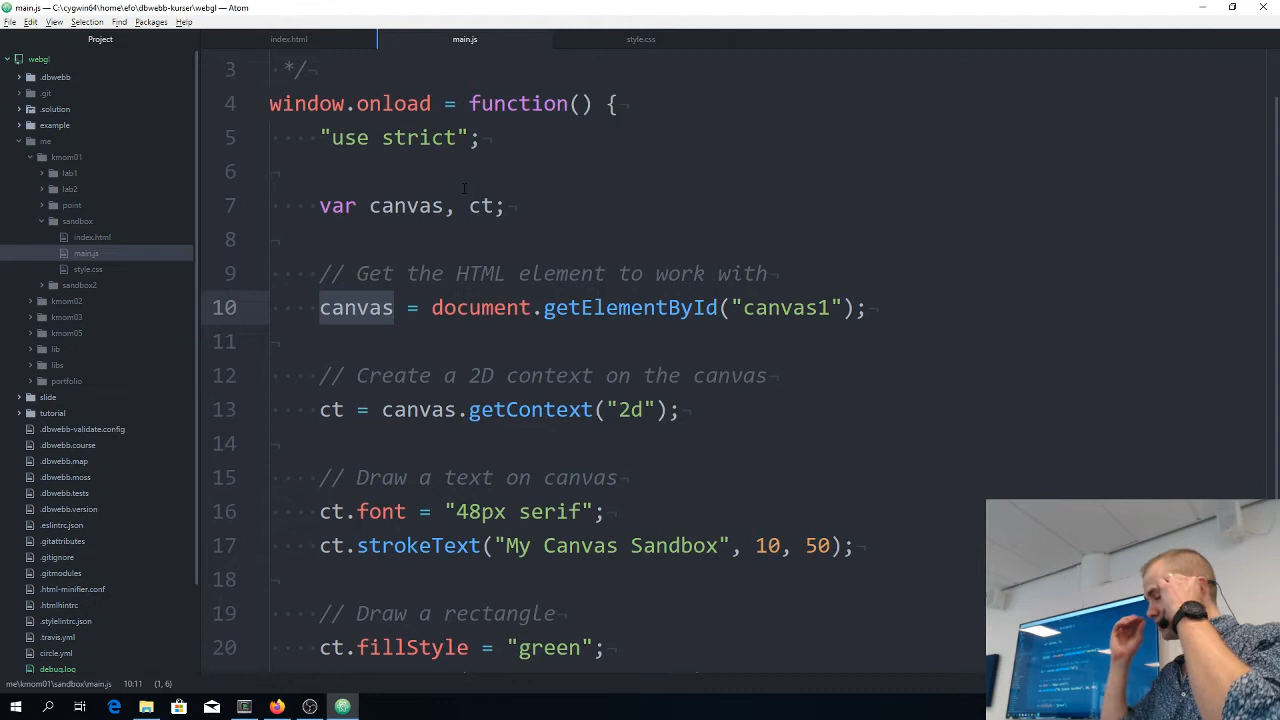 main.js — C:\cygwin64\home\efo\dbwebb-kurser\webgl — Atom
File Edit View Selection Find Packages Help
Project
index.html main.js style.css
webgl
.dbwebb
.git
.solution
example
me
kmom01
lab1
lab2
point
sandbox
index.html
main.js
style.css
sandbox2
kmom02
kmom03
kmom05
lib
libs
portfolio
slide
tutorial
.dbwebb-validate.config
.dbwebb.course
.dbwebb.map
.dbwebb.moss
.dbwebb.tests
.dbwebb.version
.eslintrc.json
.gitattributes
.gitignore
.gitmodules
.html-minifier.conf
.htmlhintrc
.stylelintrc.json
.travis.yml
circle.yml
debug.log
3 */
4 window.onload = function() {
5 "use strict";
6
7 var canvas, ct;
8
9 // Get the HTML element to work with
10 canvas = document.getElementById("canvas1");
11
12 // Create a 2D context on the canvas
13 ct = canvas.getContext("2d");
14
15 // Draw a text on canvas
16 ct.font = "48px serif";
17 ct.strokeText("My Canvas Sandbox", 10, 50);
18
19 // Draw a rectangle
20 ct.fillStyle = "green";
me\kmom01\sandbox\main.js 10:11 (1, 6)